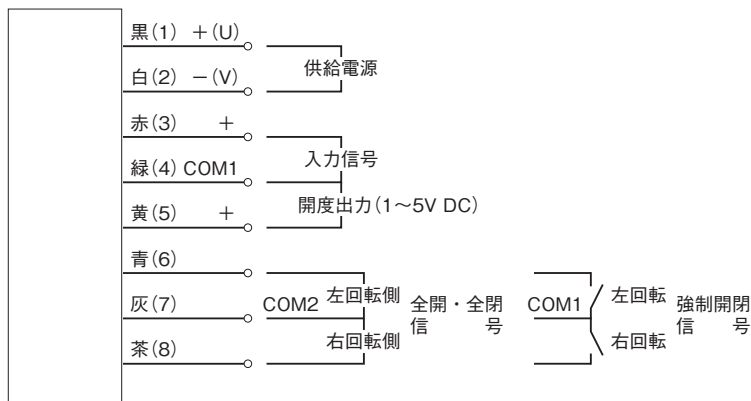 黒(1) +(U)
供給電源
白(2) −(V)
赤(3) +
入力信号
緑(4) COM1
開度出力(1～5V DC)
黄(5) +
青(6)
左回転側
灰(7) COM2
全開・全閉
信 号
右回転側
茶(8)
COM1
左回転
右回転
強制開閉
信 号